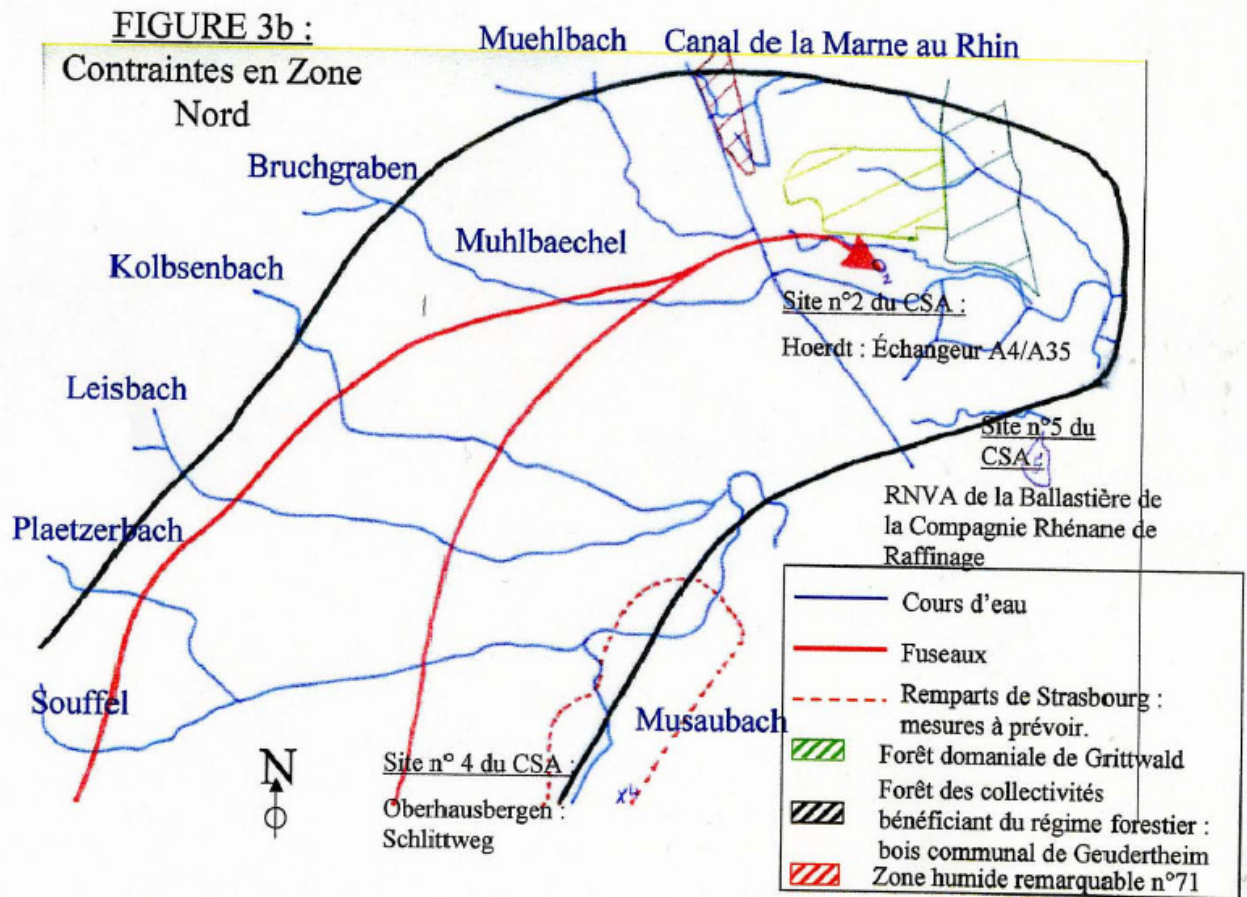 FIGURE 3b :
Contraintes en Zone
Nord
Muehlbach
Canal de la Marne au Rhin
Bruchgraben
Muhlbaechel
Kolbsenbach
2
Site n°2 du CSA :
Hoerdt : Échangeur A4/A35
Leisbach
Site n°5 du
CSA :
5
RNVA de la Ballastière de
la Compagnie Rhénane de
Raffinage
Plaetzerbach
Souffel
Musaubach
N
Site n° 4 du CSA :
Oberhausbergen :
Schlittweg
x4
Cours d'eau
Fuseaux
Remparts de Strasbourg :
mesures à prévoir.
Forêt domaniale de Grittwald
Forêt des collectivités
bénéficiant du régime forestier :
bois communal de Geudertheim
Zone humide remarquable n°71